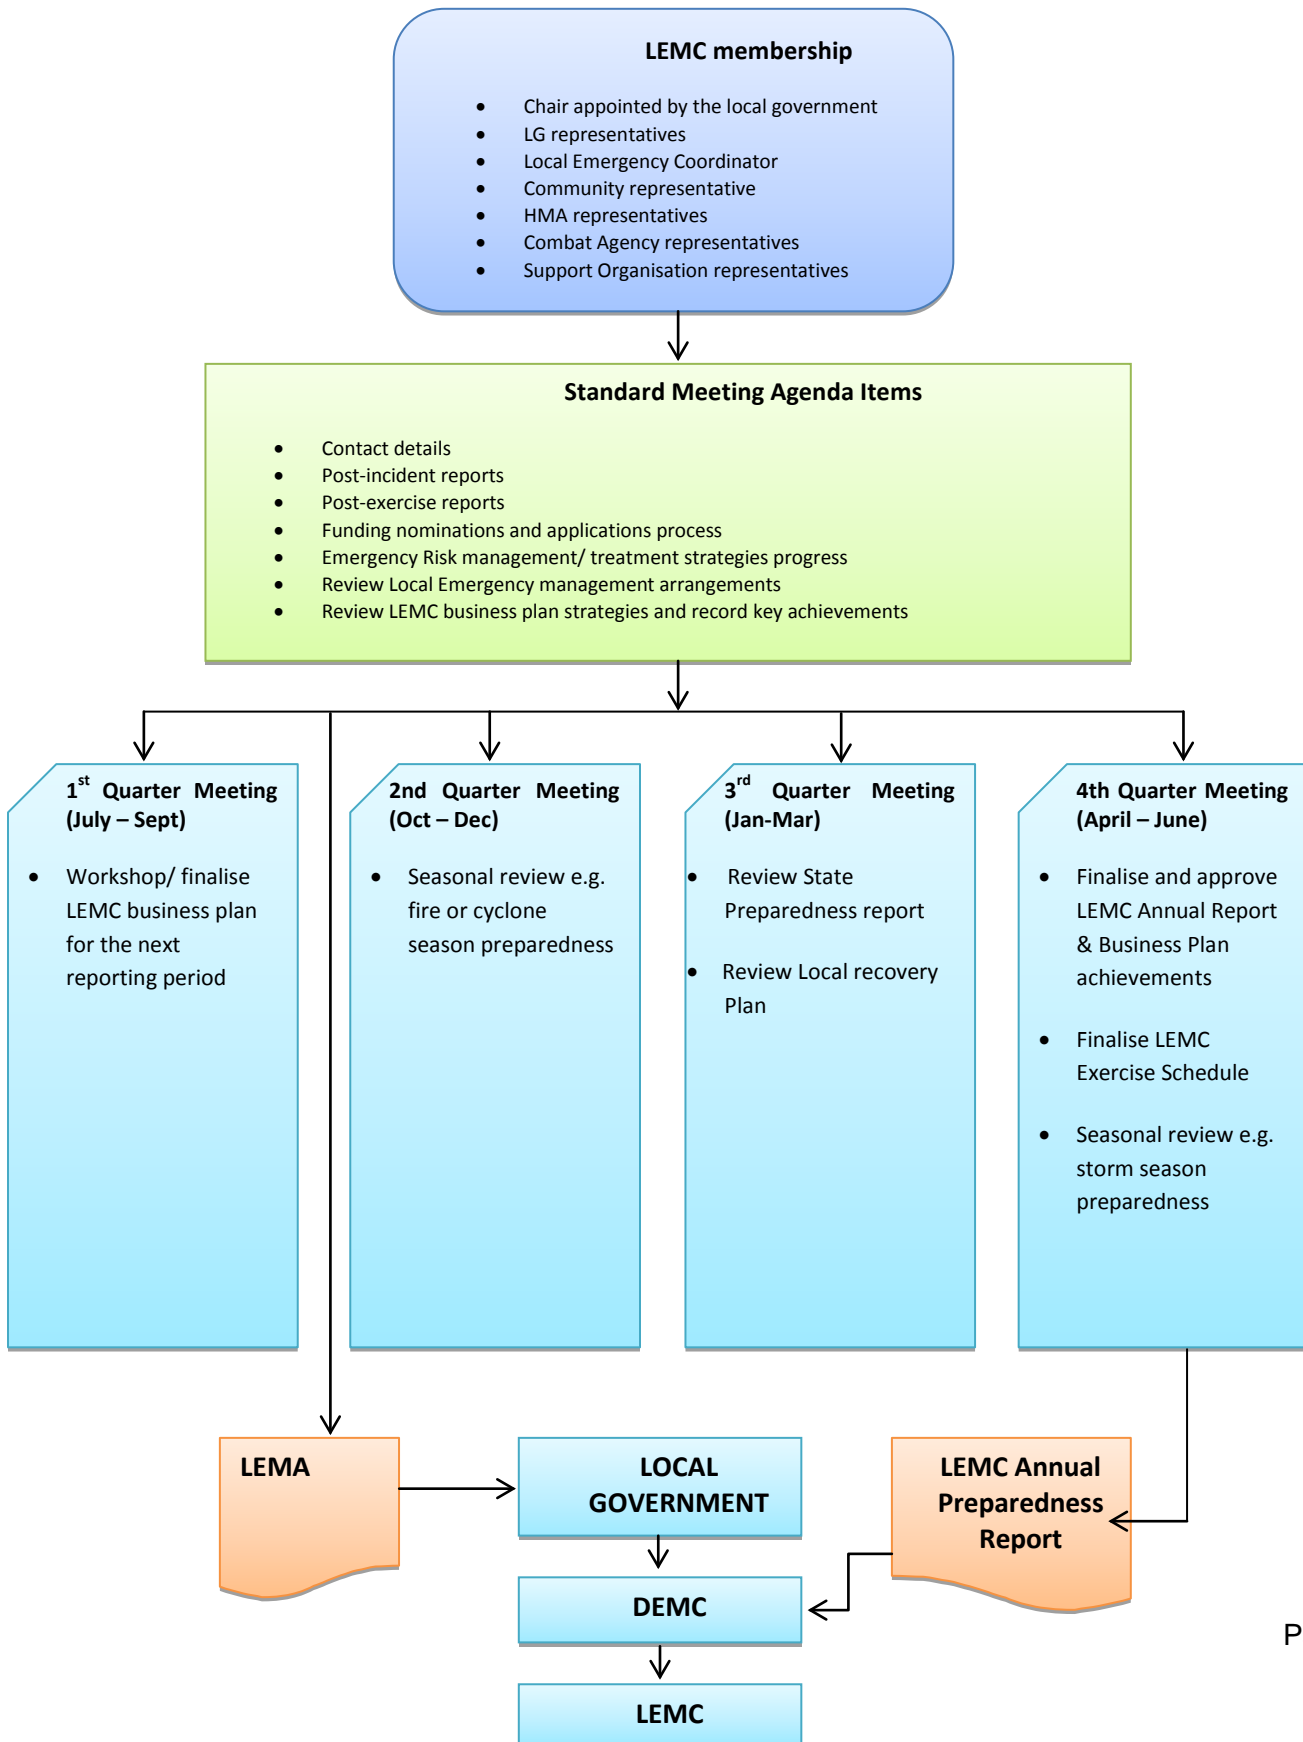 LEMC membership
• Chair appointed by the local government
• LG representatives
• Local Emergency Coordinator
• Community representative
• HMA representatives
• Combat Agency representatives
• Support Organisation representatives
Standard Meeting Agenda Items
• Contact details
• Post-incident reports
• Post-exercise reports
• Funding nominations and applications process
• Emergency Risk management/ treatment strategies progress
• Review Local Emergency management arrangements
• Review LEMC business plan strategies and record key achievements
1st Quarter Meeting
(July – Sept)
• Workshop/ finalise
LEMC business plan
for the next
reporting period
2nd Quarter Meeting
(Oct – Dec)
• Seasonal review e.g.
fire or cyclone
season preparedness
3rd Quarter Meeting
(Jan-Mar)
• Review State
Preparedness report
• Review Local recovery
Plan
4th Quarter Meeting
(April – June)
• Finalise and approve
LEMC Annual Report
& Business Plan
achievements
• Finalise LEMC
Exercise Schedule
• Seasonal review e.g.
storm season
preparedness
LEMA
LOCAL
GOVERNMENT
LEMC Annual
Preparedness
Report
DEMC
LEMC
P